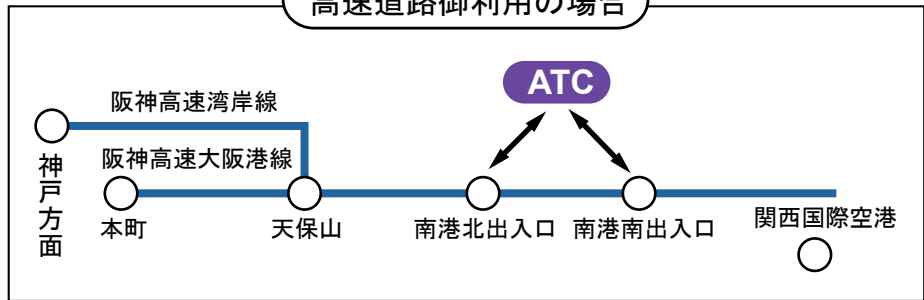 高速道路御利用の場合
ATC
阪神高速湾岸線
神戸方面
阪神高速大阪港線
本町
天保山
南港北出入口
南港南出入口
関西国際空港